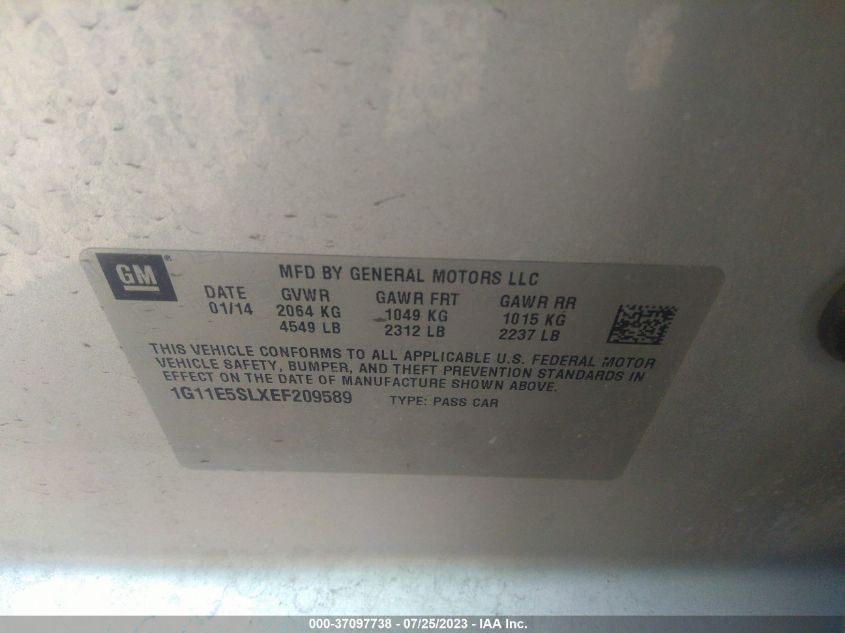 GM®
MFD BY GENERAL MOTORS LLC
DATE GVWR GAWR FRT GAWR RR
01/14 2064 KG 1049 KG 1015 KG
4549 LB 2312 LB 2237 LB
THIS VEHICLE CONFORMS TO ALL APPLICABLE U.S. FEDERAL MOTOR
VEHICLE SAFETY, BUMPER, AND THEFT PREVENTION STANDARDS IN
EFFECT ON THE DATE OF MANUFACTURE SHOWN ABOVE.
1G11E5SLXEF209589 TYPE: PASS CAR
000-37097738 - 07/25/2023 - IAA Inc.